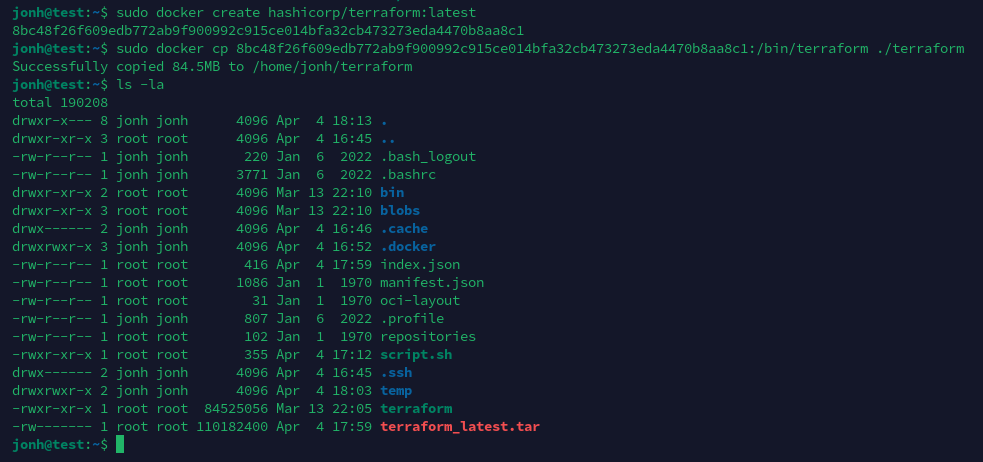 jonh@test:~$ sudo docker create hashicorp/terraform:latest
8bc48f26f609edb772ab9f900992c915ce014bfa32cb473273eda4470b8aa8c1
jonh@test:~$ sudo docker cp 8bc48f26f609edb772ab9f900992c915ce014bfa32cb473273eda4470b8aa8c1:/bin/terraform ./terraform
Successfully copied 84.5MB to /home/jonh/terraform
jonh@test:~$ ls -la
total 190208
drwxr-x--- 8 jonh jonh      4096 Apr  4 18:13 .
drwxr-xr-x 3 root root      4096 Apr  4 16:45 ..
-rw-r--r-- 1 jonh jonh       220 Jan  6  2022 .bash_logout
-rw-r--r-- 1 jonh jonh      3771 Jan  6  2022 .bashrc
drwxr-xr-x 2 root root      4096 Mar 13 22:10 bin
drwxr-xr-x 3 root root      4096 Mar 13 22:10 blobs
drwx------ 2 jonh jonh      4096 Apr  4 16:46 .cache
drwxrwxr-x 3 jonh jonh      4096 Apr  4 16:52 .docker
-rw-r--r-- 1 root root       416 Apr  4 17:59 index.json
-rw-r--r-- 1 root root      1086 Jan  1  1970 manifest.json
-rw-r--r-- 1 root root        31 Jan  1  1970 oci-layout
-rw-r--r-- 1 jonh jonh       807 Jan  6  2022 .profile
-rw-r--r-- 1 root root       102 Jan  1  1970 repositories
-rwxr-xr-x 1 root root       355 Apr  4 17:12 script.sh
drwx------ 2 jonh jonh      4096 Apr  4 16:45 .ssh
drwxrwxr-x 2 jonh jonh      4096 Apr  4 18:03 temp
-rwxr-xr-x 1 root root  84525056 Mar 13 22:05 terraform
-rw------- 1 root root 110182400 Apr  4 17:59 terraform_latest.tar
jonh@test:~$